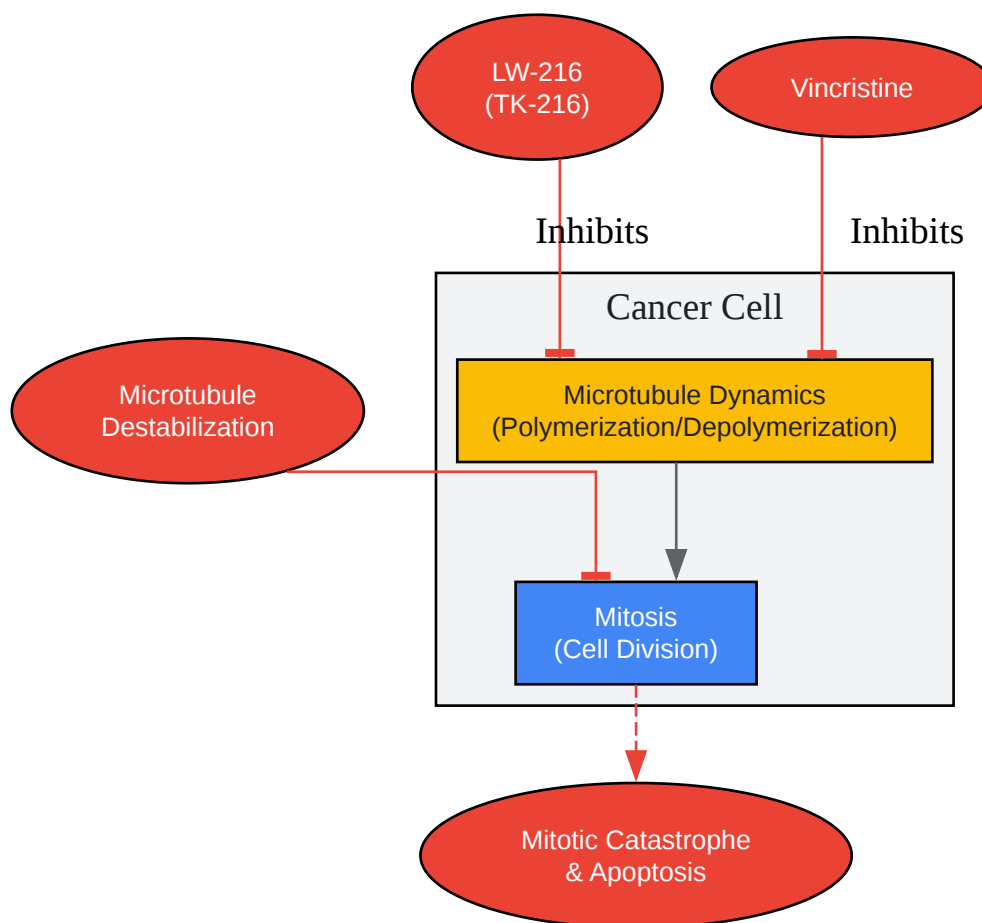 LW-216
(TK-216)
Vincristine
Inhibits
Inhibits
Cancer Cell
Microtubule
Destabilization
Microtubule Dynamics
(Polymerization/Depolymerization)
Mitosis
(Cell Division)
Mitotic Catastrophe
& Apoptosis